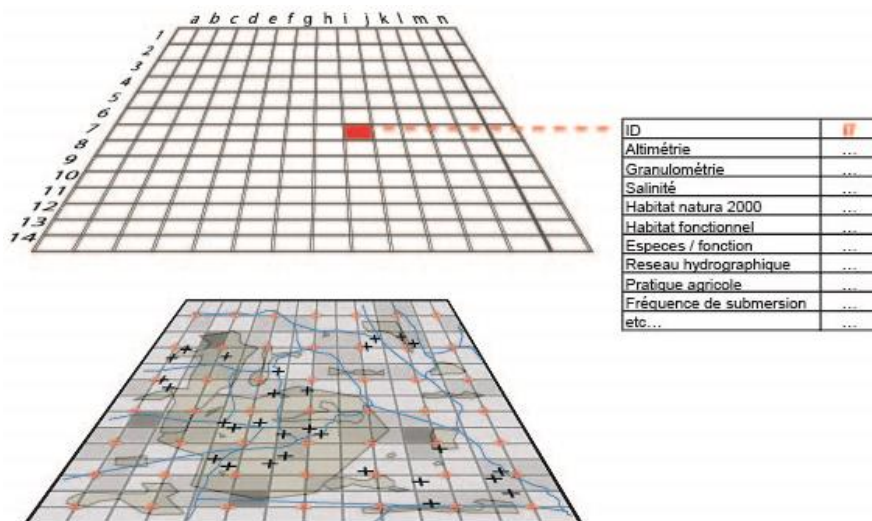 a b c d e f g h i j k l m n
1
2
3
4
5
6
7
8
9
10
11
12
13
14
ID i7
Altimétrie ...
Granulométrie ...
Salinité ...
Habitat natura 2000 ...
Habitat fonctionnel ...
Especes / fonction ...
Reseau hydrographique ...
Pratique agricole ...
Fréquence de submersion ...
etc... ...